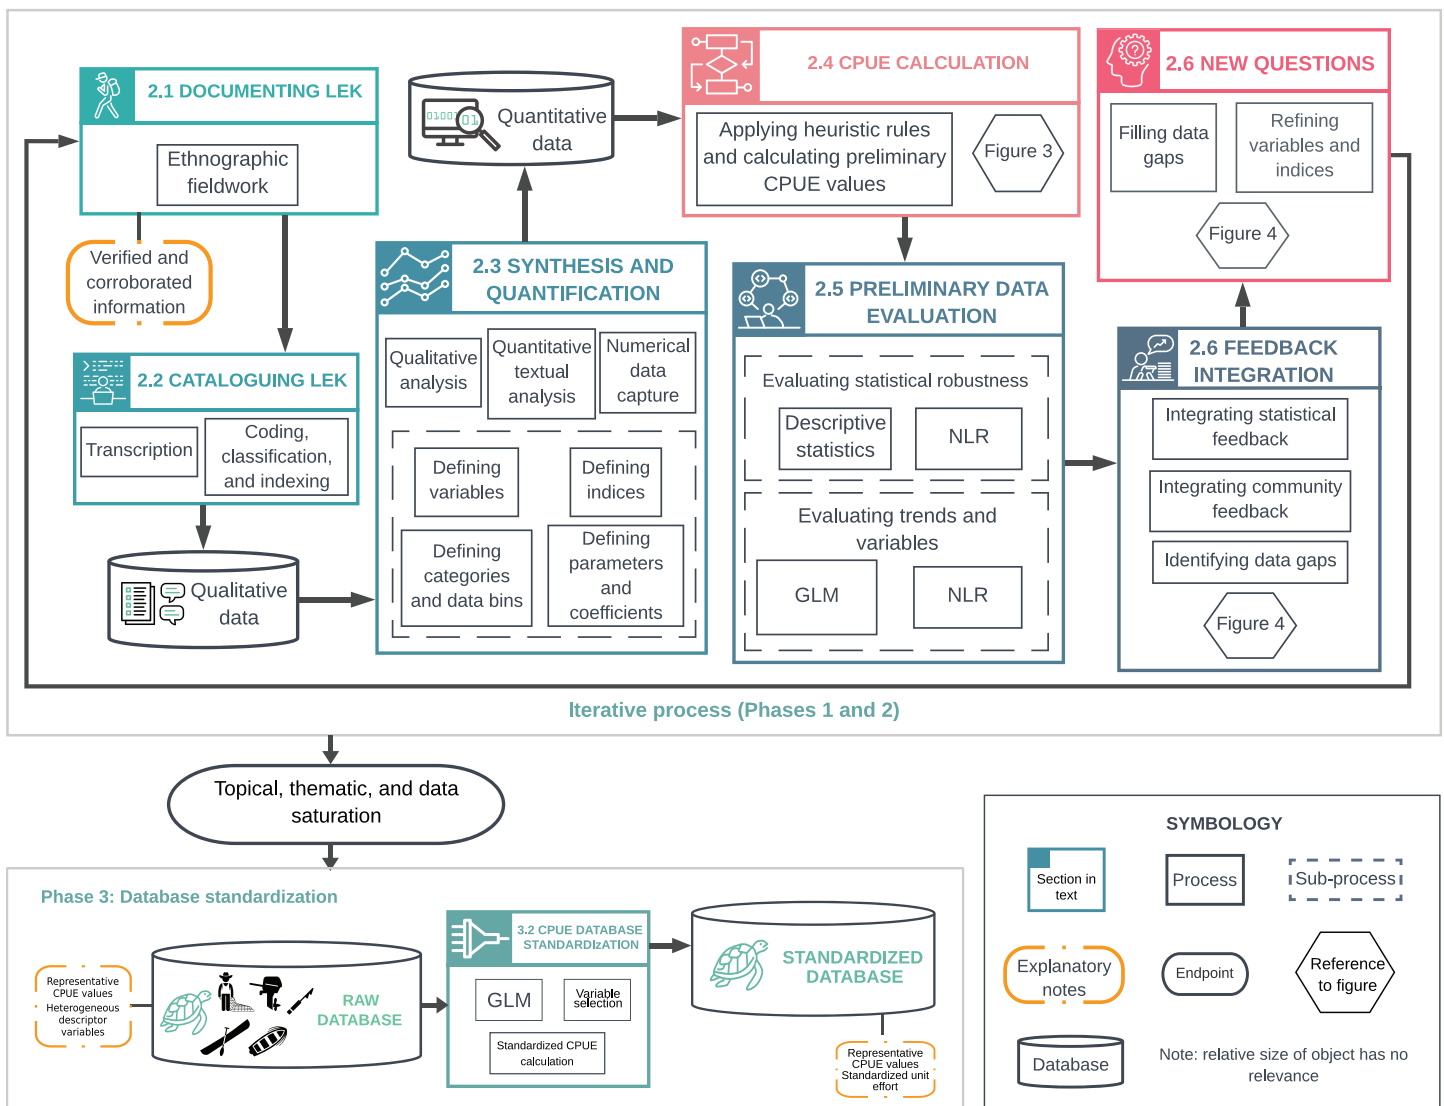 2.1 DOCUMENTING LEK
Ethnographic
fieldwork
Verified and
corroborated
information
2.2 CATALOGUING LEK
Transcription
Coding,
classification,
and indexing
Qualitative
data
2.3 SYNTHESIS AND
QUANTIFICATION
Qualitative
analysis
Quantitative
textual
analysis
Numerical
data
capture
Defining
variables
Defining
indices
Defining
categories
and data bins
Defining
parameters
and
coefficients
01001
01
Quantitative
data
2.4 CPUE CALCULATION
Applying heuristic rules
and calculating preliminary
CPUE values
Figure 3
2.5 PRELIMINARY DATA
EVALUATION
Evaluating statistical robustness
Descriptive
statistics
NLR
Evaluating trends and
variables
GLM
NLR
2.6 FEEDBACK
INTEGRATION
Integrating statistical
feedback
Integrating community
feedback
Identifying data gaps
Figure 4
2.6 NEW QUESTIONS
Filling data
gaps
Refining
variables and
indices
Figure 4
Iterative process (Phases 1 and 2)
Topical, thematic, and data
saturation
Phase 3: Database standardization
Representative
CPUE values
Heterogeneous
descriptor
variables
RAW
DATABASE
3.2 CPUE DATABASE
STANDARDIzATION
GLM
Variable
selection
Standardized CPUE
calculation
STANDARDIZED
DATABASE
Representative
CPUE values
Standardized unit
effort
SYMBOLOGY
Section in
text
Process
Sub-process
Explanatory
notes
Endpoint
Reference
to figure
Database
Note: relative size of object has no
relevance